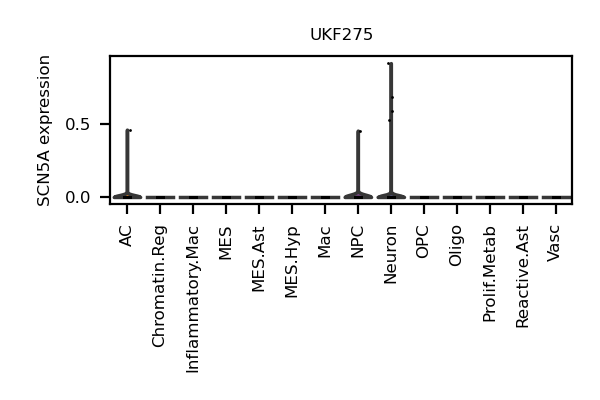 UKF275
SCN5A expression
0.5
0.0
AC
Chromatin.Reg
Inflammatory.Mac
MES
MES.Ast
MES.Hyp
Mac
NPC
Neuron
OPC
Oligo
Prolif.Metab
Reactive.Ast
Vasc